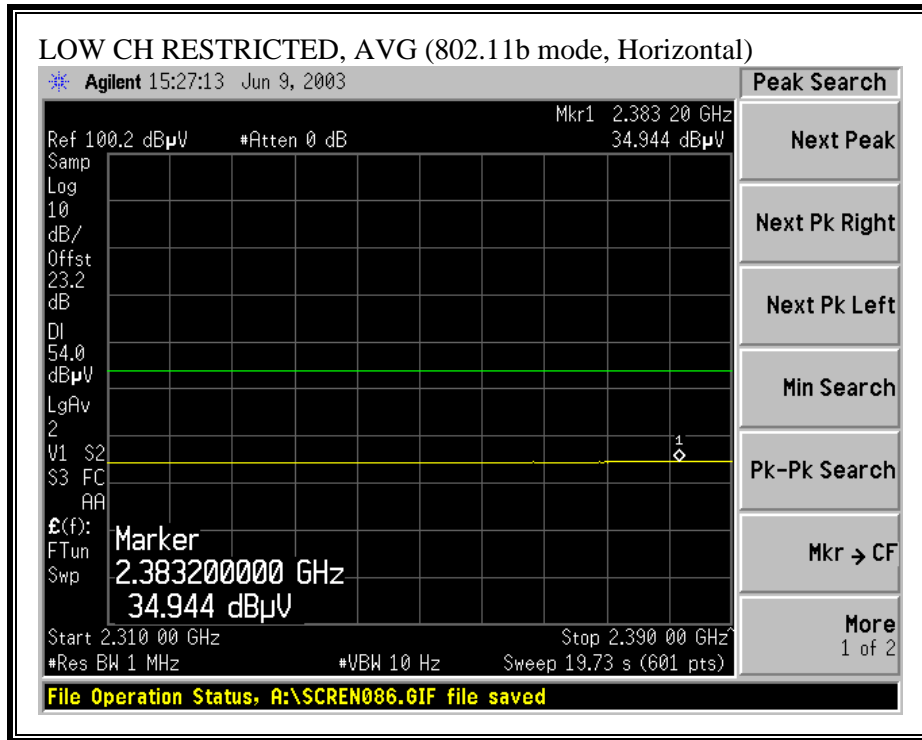 LOW CH RESTRICTED, AVG (802.11b mode, Horizontal)
Agilent 15:27:13 Jun 9, 2003
Peak Search
Mkr1 2.383 20 GHz
Ref 100.2 dBµV #Atten 0 dB 34.944 dBµV
Samp
Log
10
dB/
Offst
23.2
dB
DI
54.0
dBµV
LgAv
2
V1 S2
S3 FC
AA
£(f):
FTun
Swp
1
Marker
2.383200000 GHz
34.944 dBµV
Start 2.310 00 GHz Stop 2.390 00 GHz^
#Res BW 1 MHz #VBW 10 Hz Sweep 19.73 s (601 pts)
Next Peak
Next Pk Right
Next Pk Left
Min Search
Pk-Pk Search
Mkr → CF
More
1 of 2
File Operation Status, A:\SCREN086.GIF file saved